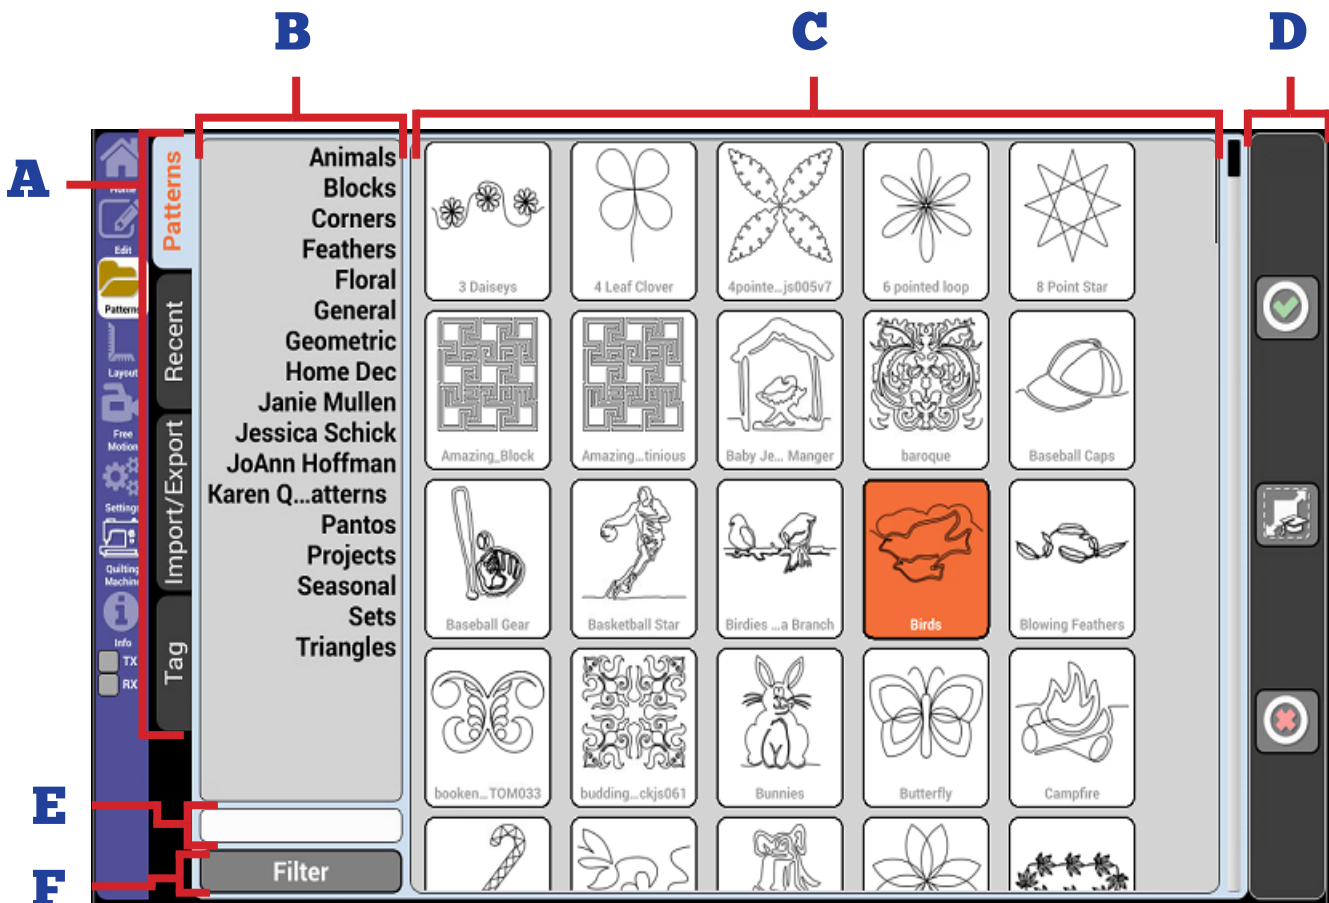 B
C
D
A
Home
Edit
Patterns
Layout
Free
Motion
Settings
Quilting
Machine
Info
TX
RX
Patterns
Recent
Import/Export
Tag
Animals
Blocks
Corners
Feathers
Floral
General
Geometric
Home Dec
Janie Mullen
Jessica Schick
JoAnn Hoffman
Karen Q...atterns
Pantos
Projects
Seasonal
Sets
Triangles
3 Daiseys
4 Leaf Clover
4pointe...js005v7
6 pointed loop
8 Point Star
Amazing_Block
Amazing...tinious
Baby Je... Manger
baroque
Baseball Caps
Baseball Gear
Basketball Star
Birdies ...a Branch
Birds
Blowing Feathers
booken...TOM033
budding...ckjs061
Bunnies
Butterfly
Campfire
E
F
Filter